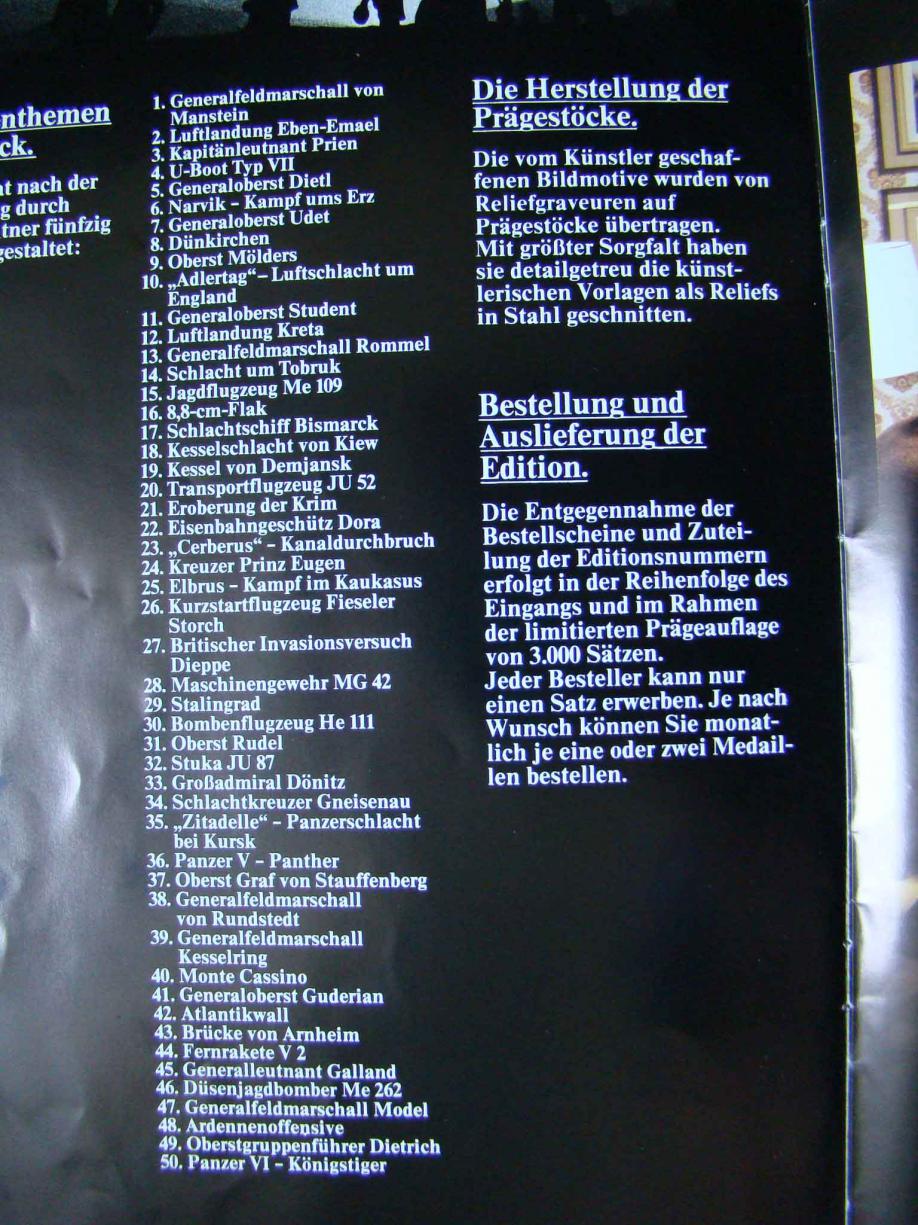 nthemen
ck.
t nach der
g durch
tner fünfzig
gestaltet:
1. Generalfeldmarschall von
Manstein
2. Luftlandung Eben-Emael
3. Kapitänleutnant Prien
4. U-Boot Typ VII
5. Generaloberst Dietl
6. Narvik - Kampf ums Erz
7. Generaloberst Udet
8. Dünkirchen
9. Oberst Mölders
10. „Adlertag“ – Luftschlacht um
England
11. Generaloberst Student
12. Luftlandung Kreta
13. Generalfeldmarschall Rommel
14. Schlacht um Tobruk
15. Jagdflugzeug Me 109
16. 8,8-cm-Flak
17. Schlachtschiff Bismarck
18. Kesselschlacht von Kiew
19. Kessel von Demjansk
20. Transportflugzeug JU 52
21. Eroberung der Krim
22. Eisenbahngeschütz Dora
23. „Cerberus“ - Kanaldurchbruch
24. Kreuzer Prinz Eugen
25. Elbrus - Kampf im Kaukasus
26. Kurzstartflugzeug Fieseler
Storch
27. Britischer Invasionsversuch
Dieppe
28. Maschinengewehr MG 42
29. Stalingrad
30. Bombenflugzeug He 111
31. Oberst Rudel
32. Stuka JU 87
33. Großadmiral Dönitz
34. Schlachtkreuzer Gneisenau
35. „Zitadelle“ - Panzerschlacht
bei Kursk
36. Panzer V - Panther
37. Oberst Graf von Stauffenberg
38. Generalfeldmarschall
von Rundstedt
39. Generalfeldmarschall
Kesselring
40. Monte Cassino
41. Generaloberst Guderian
42. Atlantikwall
43. Brücke von Arnheim
44. Fernrakete V 2
45. Generalleutnant Galland
46. Düsenjagdbomber Me 262
47. Generalfeldmarschall Model
48. Ardennenoffensive
49. Oberstgruppenführer Dietrich
50. Panzer VI - Königstiger
Die Herstellung der
Prägestöcke.
Die vom Künstler geschaf-
fenen Bildmotive wurden von
Reliefgraveuren auf
Prägestöcke übertragen.
Mit größter Sorgfalt haben
sie detailgetreu die künst-
lerischen Vorlagen als Reliefs
in Stahl geschnitten.
Bestellung und
Auslieferung der
Edition.
Die Entgegennahme der
Bestellscheine und Zutei-
lung der Editionsnummern
erfolgt in der Reihenfolge des
Eingangs und im Rahmen
der limitierten Prägeauflage
von 3.000 Sätzen.
Jeder Besteller kann nur
einen Satz erwerben. Je nach
Wunsch können Sie monat-
lich je eine oder zwei Medail-
len bestellen.